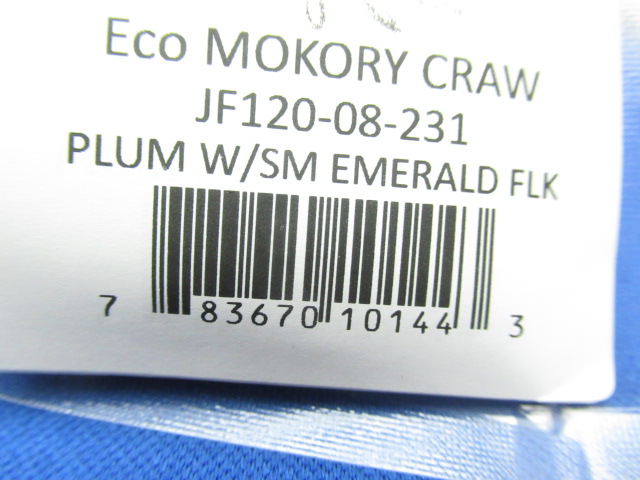 Eco MOKORY CRAW
JF120-08-231
PLUM W/SM EMERALD FLK
7 83670 10144 3